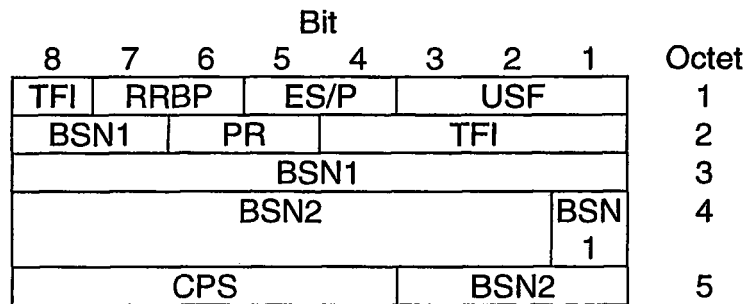 Bit
8 7 6 5 4 3 2 1 Octet
TFI RRBP ES/P USF 1
BSN1 PR TFI 2
BSN1 3
BSN2 BSN 4
1
CPS BSN2 5